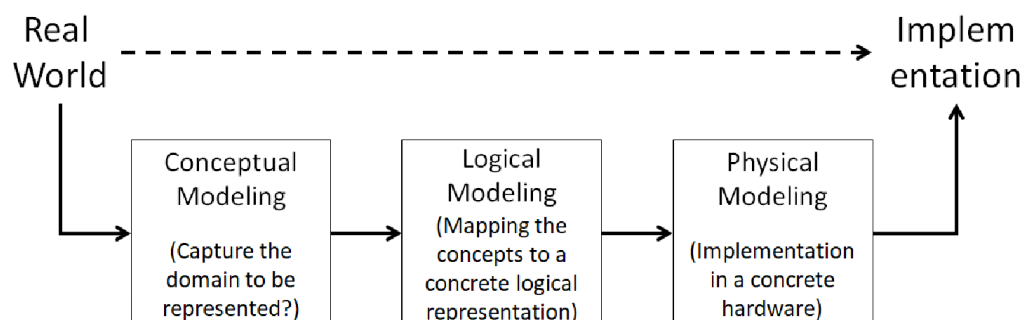 Real
World
Implem
entation
Conceptual
Modeling
(Capture the
domain to be
represented?)
Logical
Modeling
(Mapping the
concepts to a
concrete logical
representation)
Physical
Modeling
(Implementation
in a concrete
hardware)